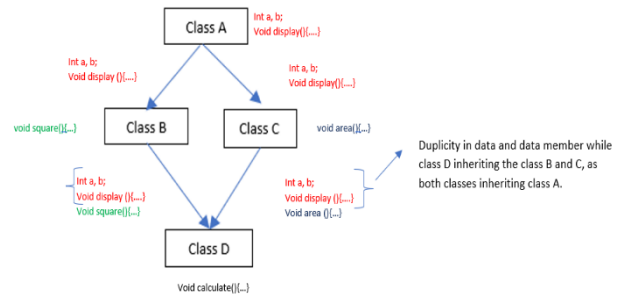 Class A
Int a, b;
Void display(){....}
Int a, b;
Void display (){....}
Int a, b;
Void display(){....}
void square(){...}
Class B
Class C
void area(){...}
Duplicity in data and data member while
class D inheriting the class B and C, as
both classes inheriting class A.
Int a, b;
Void display (){....}
Void square(){...}
Int a, b;
Void display (){....}
Void area (){...}
Class D
Void calculate(){...}